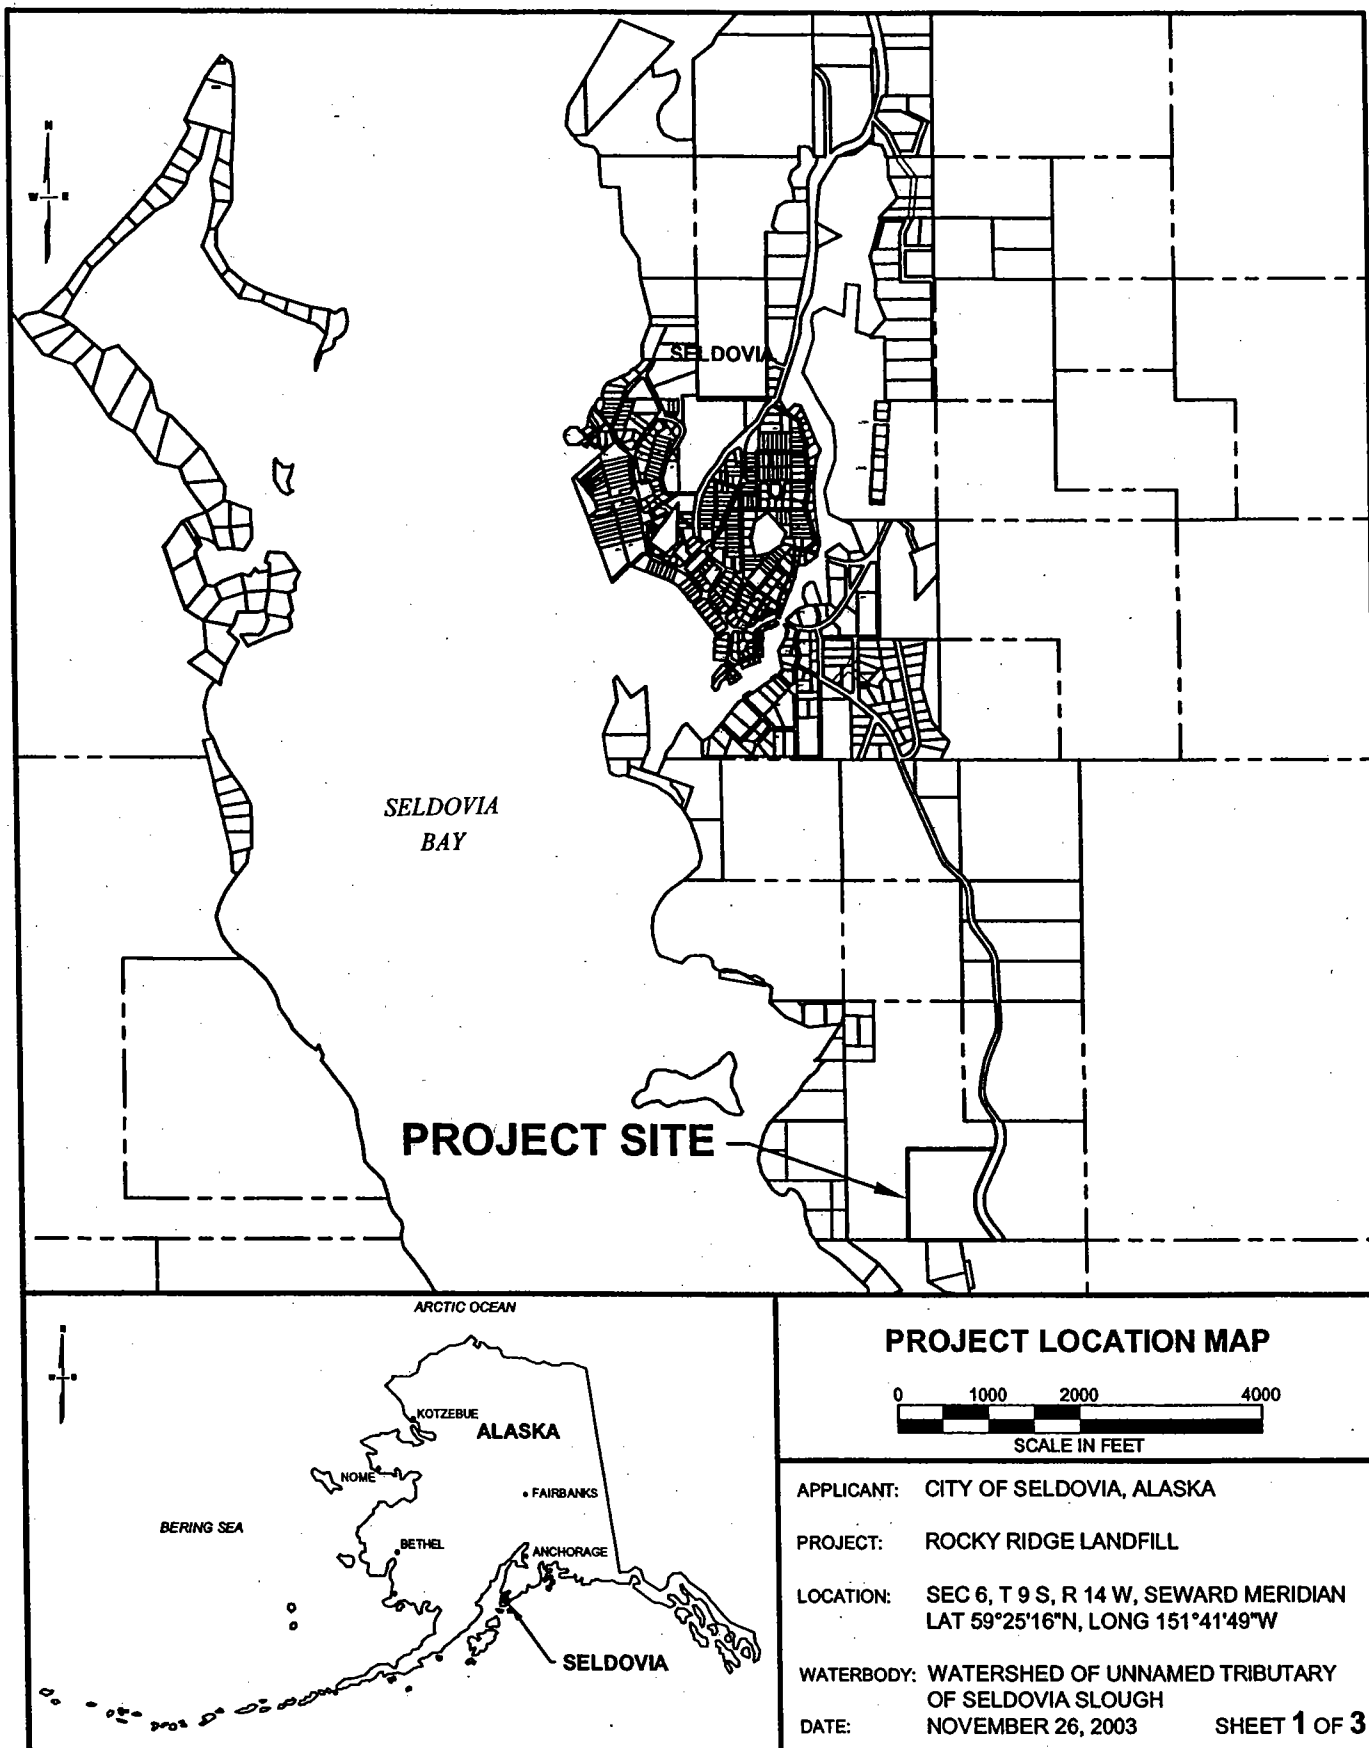 N
W E
SELDOVIA
SELDOVIA
BAY
PROJECT SITE
ARCTIC OCEAN
KOTZEBUE
ALASKA
NOME
FAIRBANKS
BERING SEA
BETHEL
ANCHORAGE
SELDOVIA
PROJECT LOCATION MAP
0 1000 2000 4000
SCALE IN FEET
APPLICANT: CITY OF SELDOVIA, ALASKA
PROJECT: ROCKY RIDGE LANDFILL
LOCATION: SEC 6, T 9 S, R 14 W, SEWARD MERIDIAN
LAT 59°25'16"N, LONG 151°41'49"W
WATERBODY: WATERSHED OF UNNAMED TRIBUTARY
OF SELDOVIA SLOUGH
DATE: NOVEMBER 26, 2003 SHEET 1 OF 3